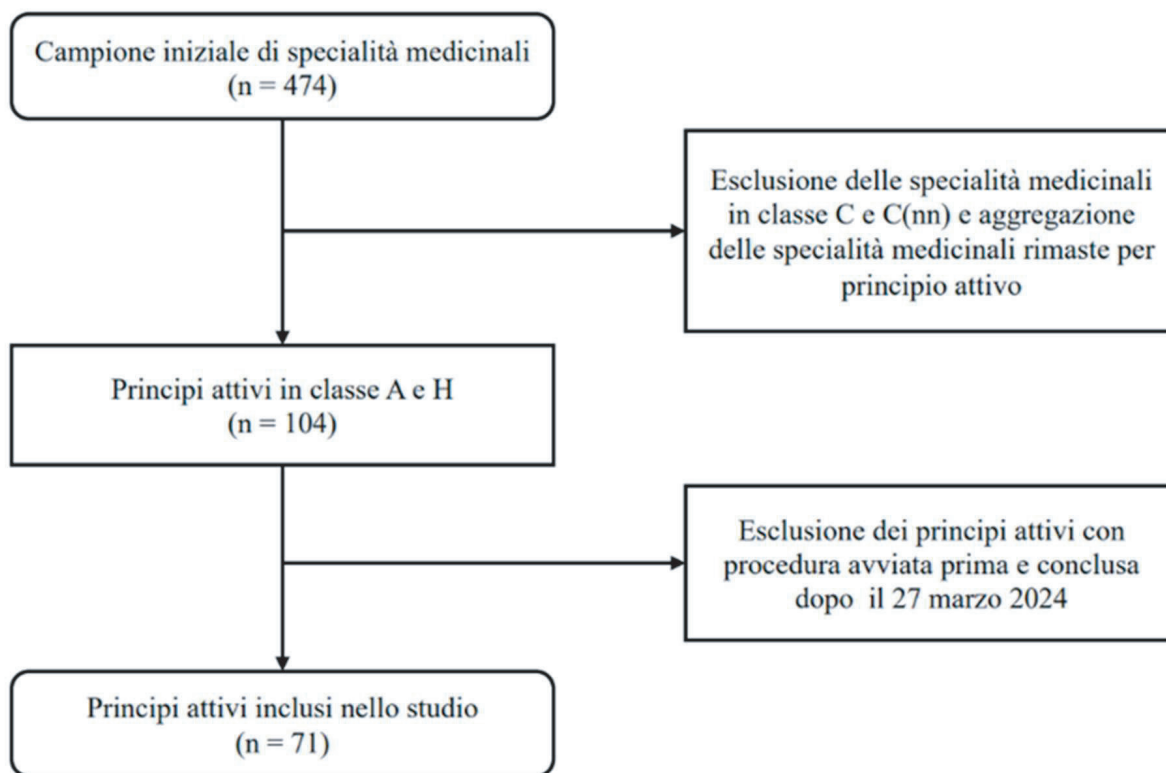 Campione iniziale di specialità medicinali
(n = 474)
Esclusione delle specialità medicinali
in classe C e C(nn) e aggregazione
delle specialità medicinali rimaste per
principio attivo
Principi attivi in classe A e H
(n = 104)
Esclusione dei principi attivi con
procedura avviata prima e conclusa
dopo il 27 marzo 2024
Principi attivi inclusi nello studio
(n = 71)